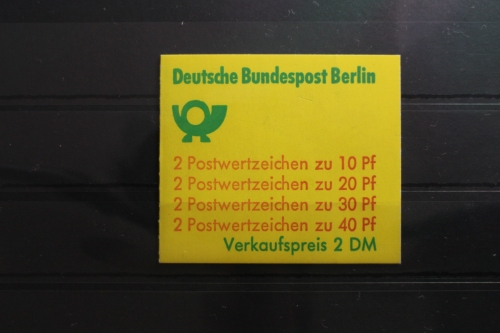 Deutsche Bundespost Berlin
2 Postwertzeichen zu 10 Pf
2 Postwertzeichen zu 20 Pf
2 Postwertzeichen zu 30 Pf
2 Postwertzeichen zu 40 Pf
Verkaufspreis 2 DM